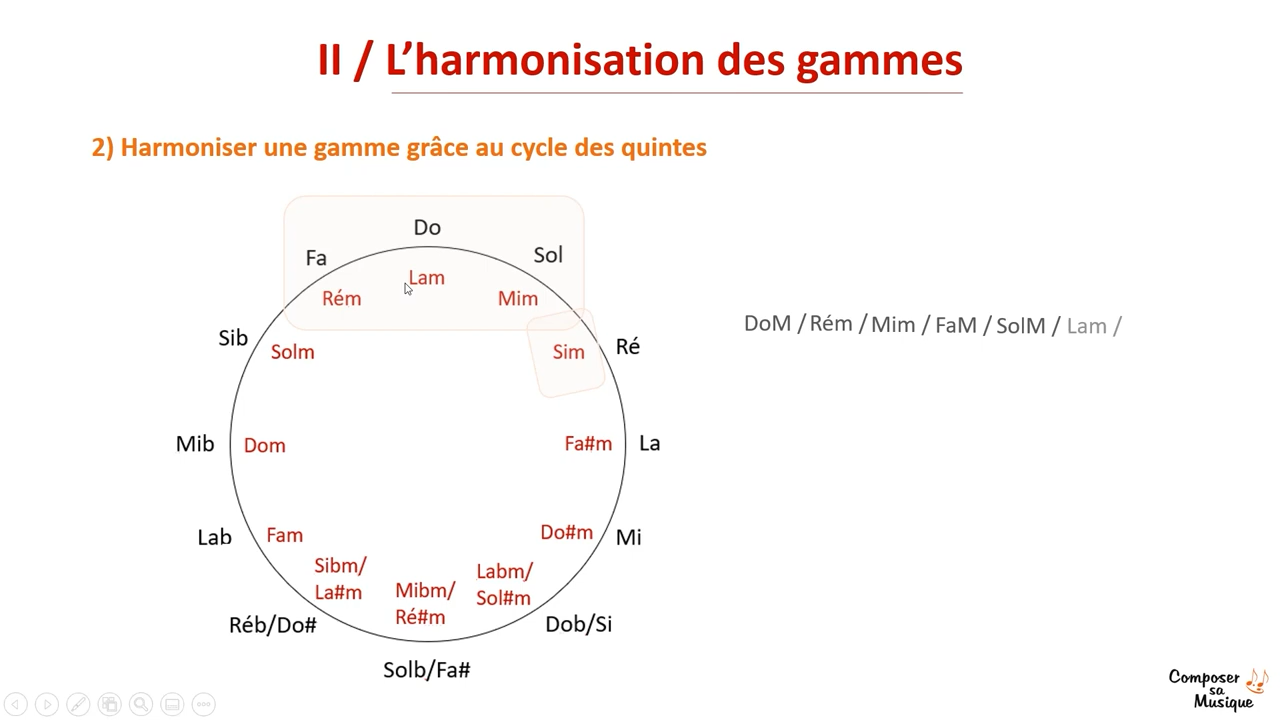 II / L’harmonisation des gammes
2) Harmoniser une gamme grâce au cycle des quintes
Do
Fa
Sol
Lam
Rém
Mim
DoM / Rém / Mim / FaM / SolM / Lam /
Sib
Solm
Sim
Ré
Mib
Dom
Fa#m
La
Lab
Fam
Do#m
Mi
Sibm/
La#m
Mibm/
Ré#m
Labm/
Sol#m
Réb/Do#
Dob/Si
Solb/Fa#
Composer
sa
Musique